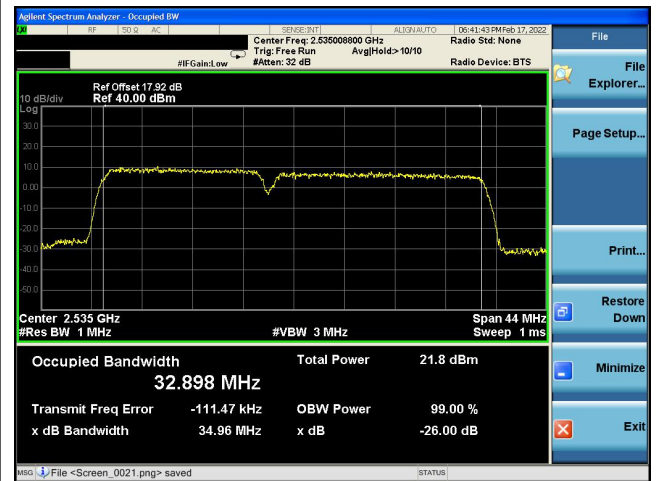 Agilent Spectrum Analyzer - Occupied BW
LXI RF 50 Ω AC SENSE:INT ALIGN AUTO 06:41:43 PM Feb 17, 2022
Center Freq: 2.535008800 GHz Radio Std: None
Trig: Free Run Avg|Hold:> 10/10
#IFGain:Low #Atten: 32 dB Radio Device: BTS
Ref Offset 17.92 dB
10 dB/div Ref 40.00 dBm
Log
30.0
20.0
10.0
0.00
-10.0
-20.0
-30.0
-40.0
-50.0
Center 2.535 GHz Span 44 MHz
#Res BW 1 MHz #VBW 3 MHz Sweep 1 ms
Occupied Bandwidth Total Power 21.8 dBm
32.898 MHz
Transmit Freq Error -111.47 kHz OBW Power 99.00 %
x dB Bandwidth 34.96 MHz x dB -26.00 dB
MSG File <Screen_0021.png> saved STATUS
File
File
Explorer...
Page Setup...
Print...
Restore
Down
Minimize
Exit